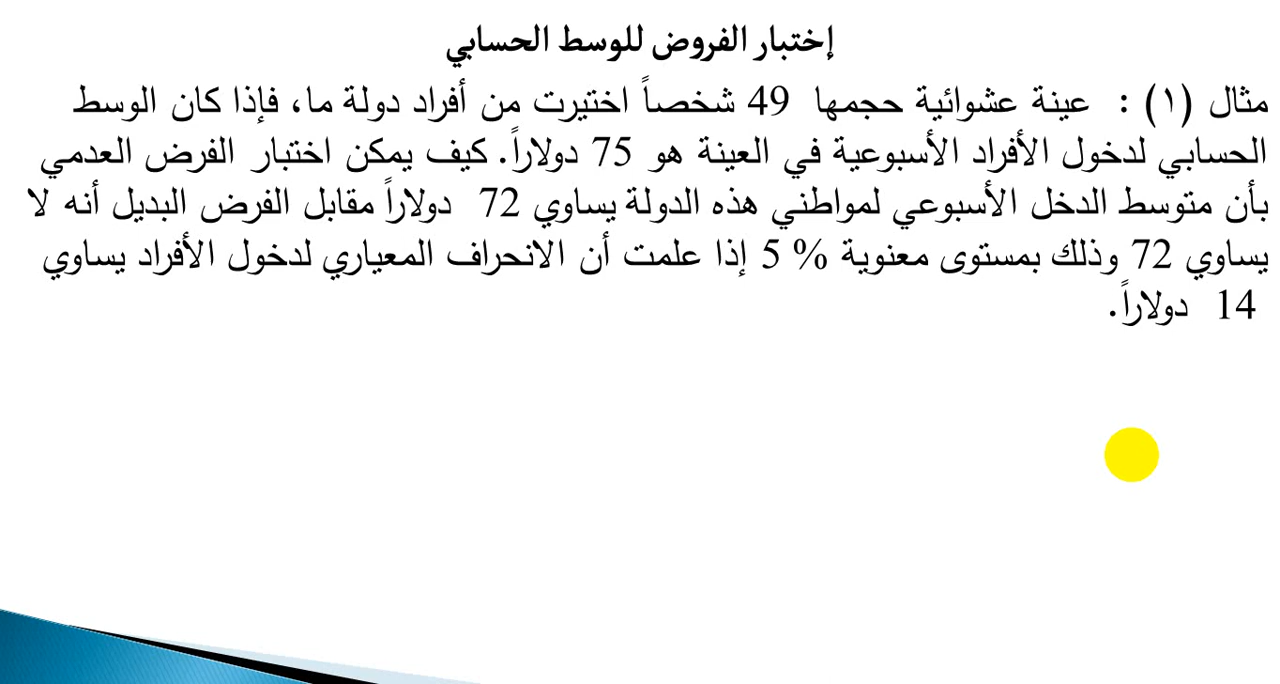 إختبار الفروض للوسط الحسابي
مثال (١) : عينة عشوائية حجمها 49 شخصاً اختيرت من أفراد دولة ما، فإذا كان الوسط
الحسابي لدخول الأفراد الأسبوعية في العينة هو 75 دولاراً. كيف يمكن اختبار الفرض العدمي
بأن متوسط الدخل الأسبوعي لمواطني هذه الدولة يساوي 72 دولاراً مقابل الفرض البديل أنه لا
يساوي 72 وذلك بمستوى معنوية % 5 إذا علمت أن الانحراف المعياري لدخول الأفراد يساوي
14 دولاراً.